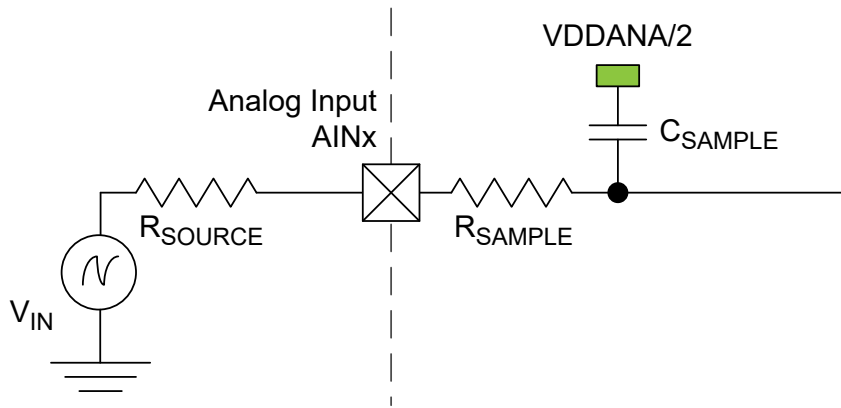 VDDANA/2
Analog Input
AINx
CSAMPLE
RSOURCE
RSAMPLE
VIN